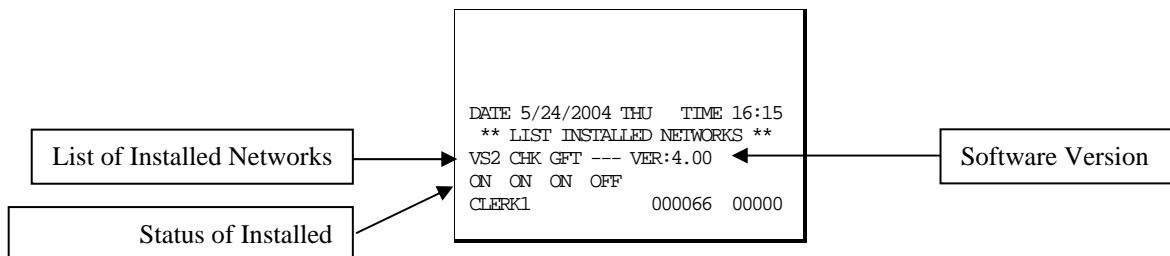 DATE 5/24/2004 THU TIME 16:15
** LIST INSTALLED NETWORKS **
List of Installed Networks
VS2 CHK GFT --- VER:4.00
Software Version
ON ON ON OFF
CLERK1 000066 00000
Status of Installed